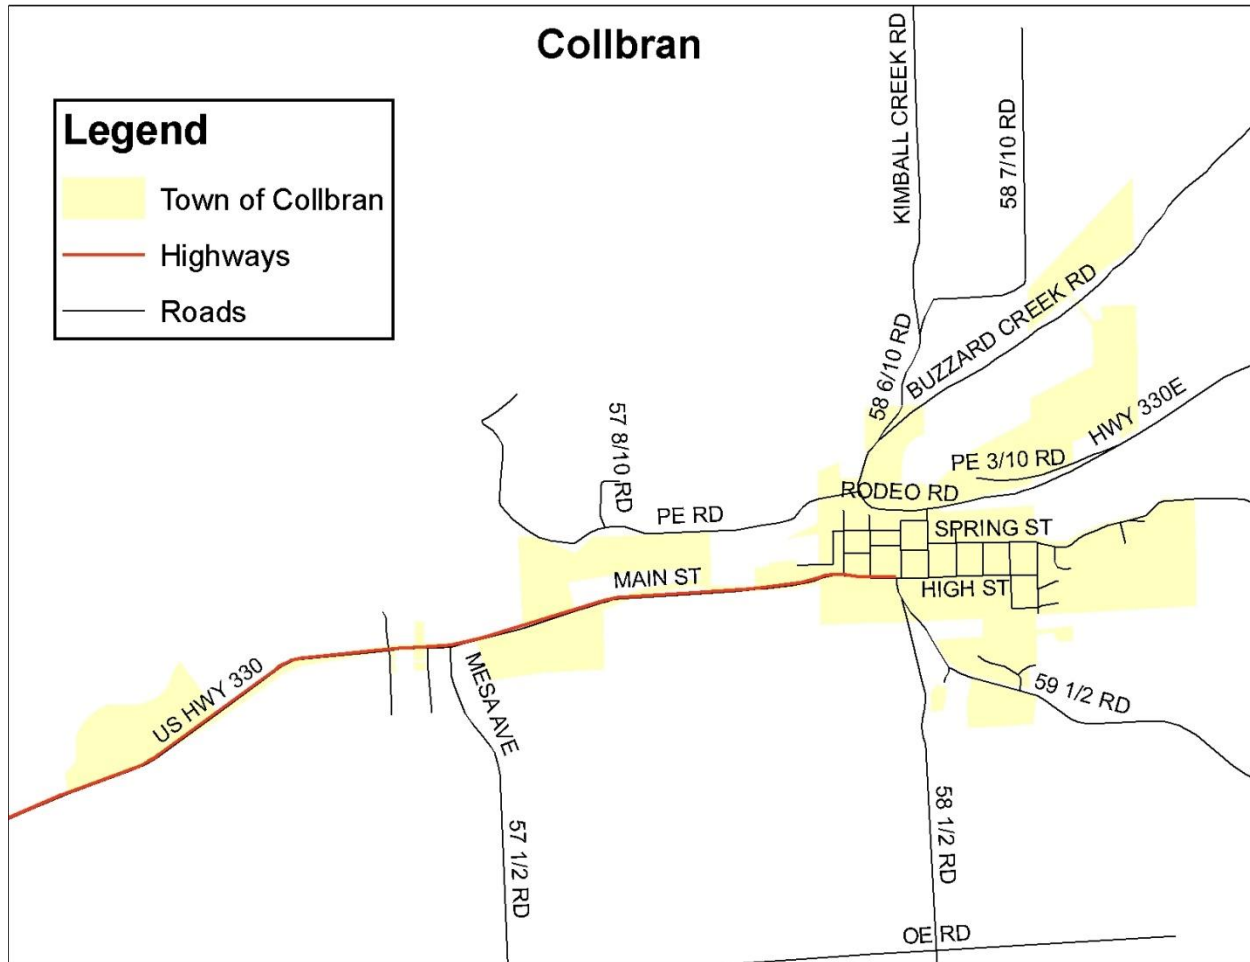 Collbran
Legend
Town of Collbran
Highways
Roads
KIMBALL CREEK RD
58 7/10 RD
BUZZARD CREEK RD
58 6/10 RD
57 8/10 RD
HWY 330E
PE 3/10 RD
RODEO RD
PE RD
SPRING ST
MAIN ST
HIGH ST
US HWY 330
MESA AVE
59 1/2 RD
57 1/2 RD
58 1/2 RD
OE RD